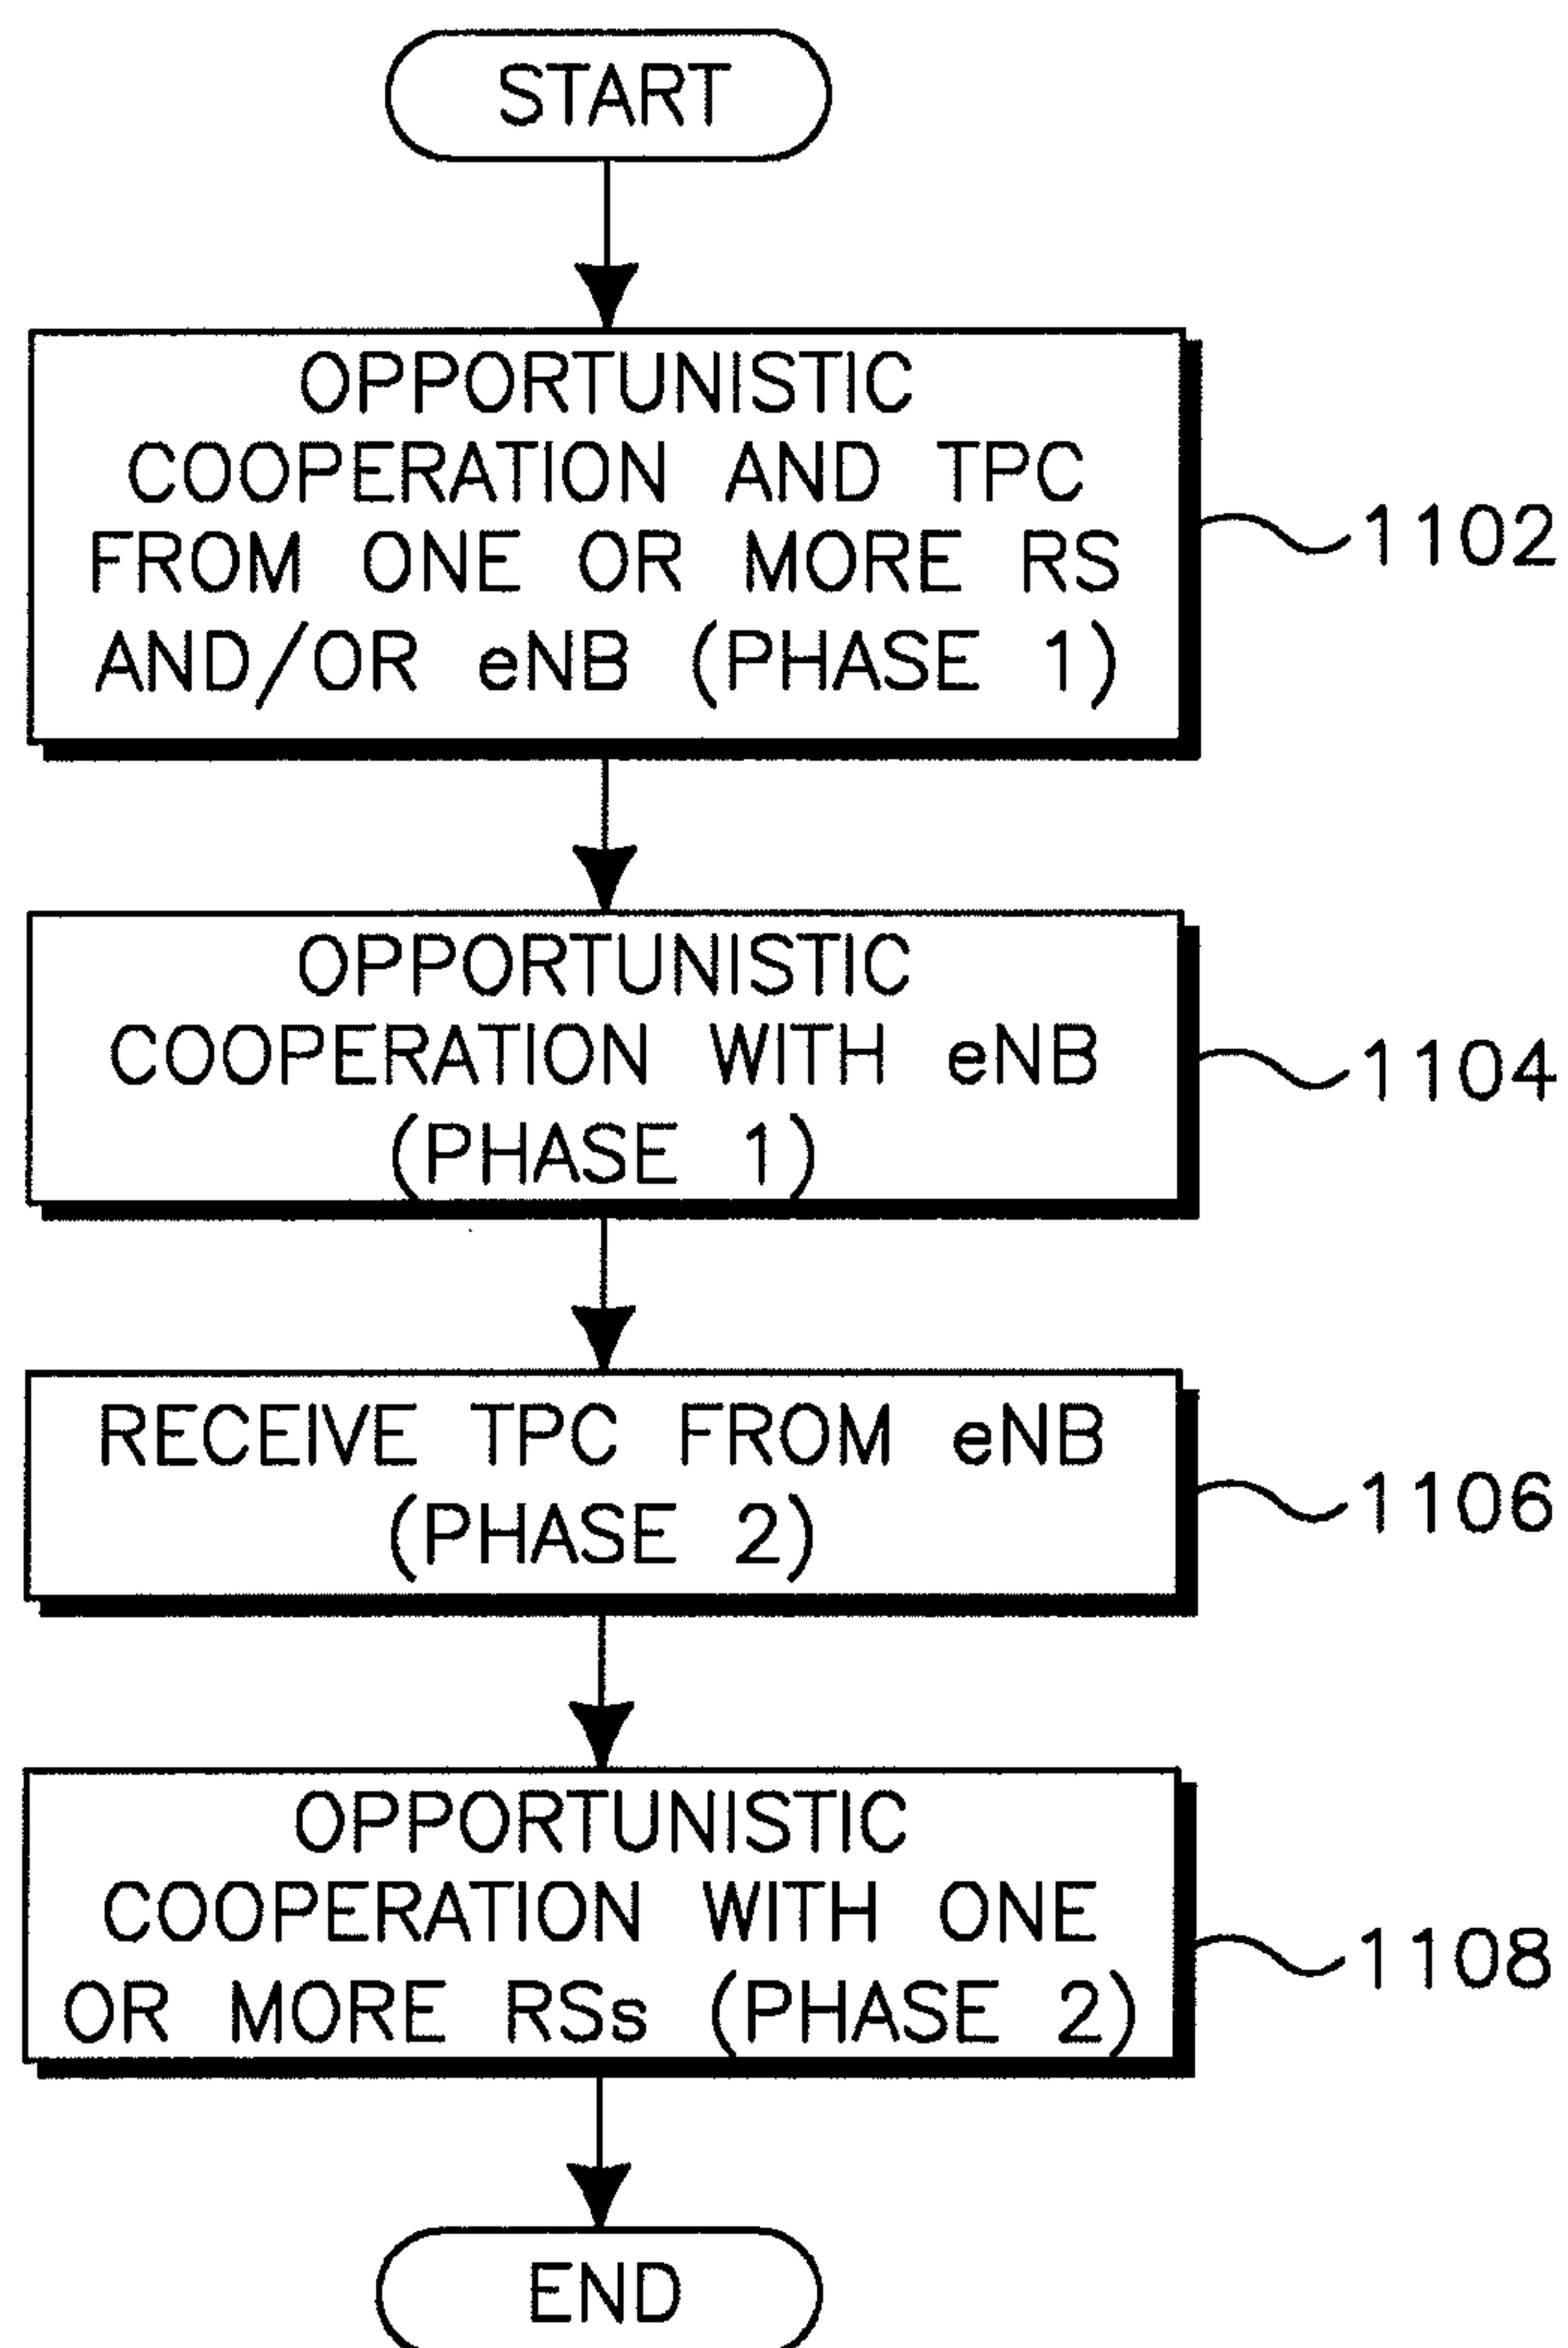 START
OPPORTUNISTIC
COOPERATION AND TPC
FROM ONE OR MORE RS
AND/OR eNB (PHASE 1)
1102
OPPORTUNISTIC
COOPERATION WITH eNB
(PHASE 1)
1104
RECEIVE TPC FROM eNB
(PHASE 2)
1106
OPPORTUNISTIC
COOPERATION WITH ONE
OR MORE RSs (PHASE 2)
1108
END